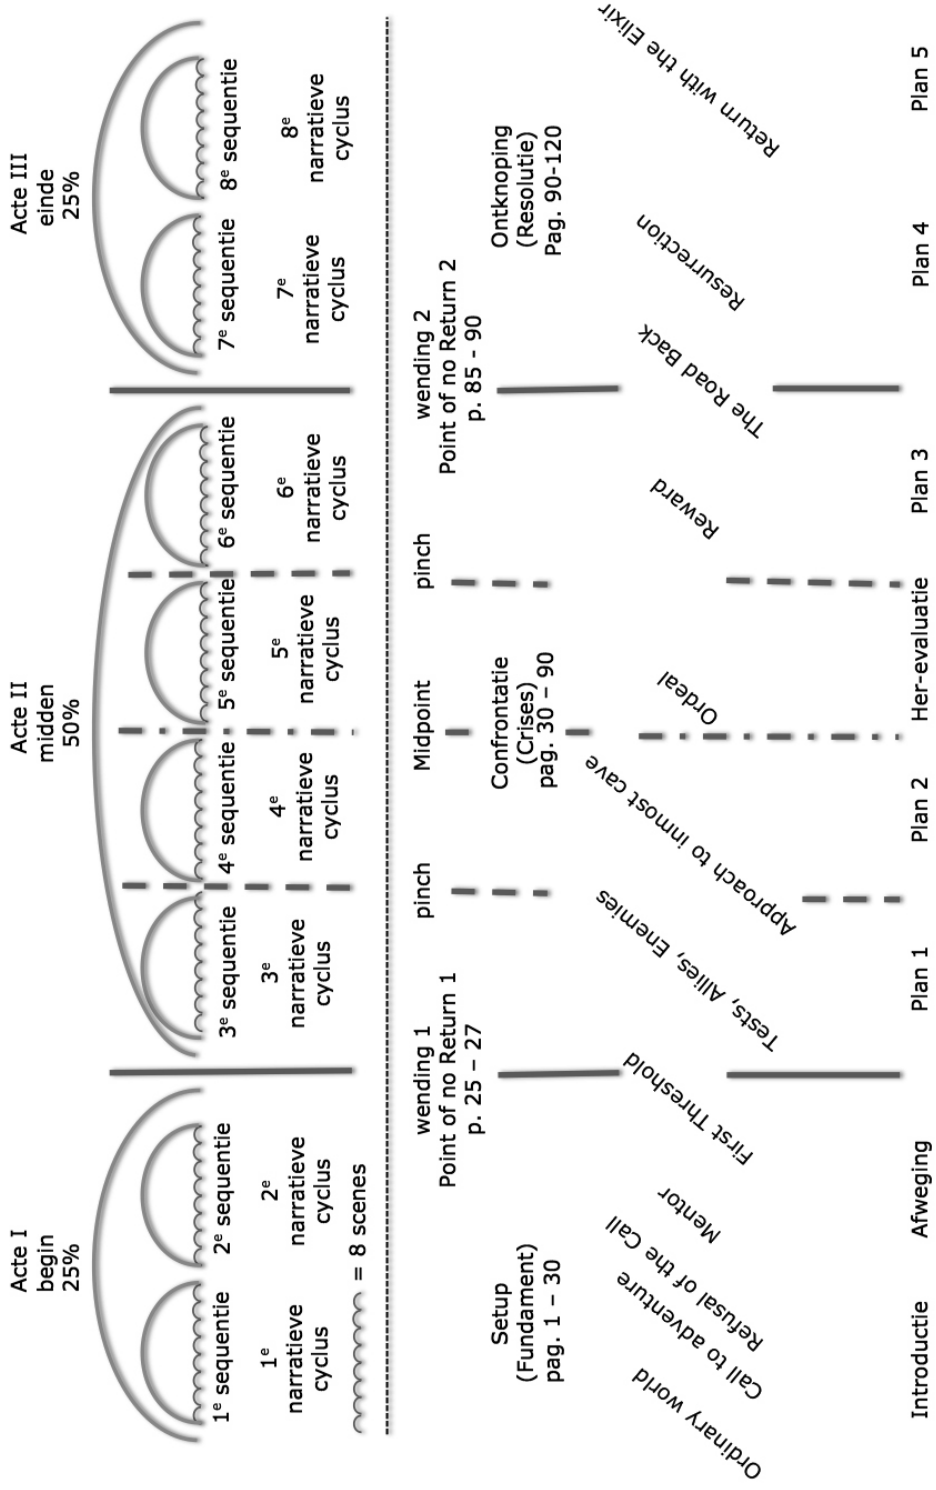 Acte I
begin
25%
Acte II
midden
50%
Acte III
einde
25%
1e sequentie
2e sequentie
3e sequentie
4e sequentie
5e sequentie
6e sequentie
7e sequentie
8e sequentie
1e
narratieve
cyclus
2e
narratieve
cyclus
3e
narratieve
cyclus
4e
narratieve
cyclus
5e
narratieve
cyclus
6e
narratieve
cyclus
7e
narratieve
cyclus
8e
narratieve
cyclus
= 8 scenes
wending 1
Point of no Return 1
p. 25 – 27
pinch
Midpoint
pinch
wending 2
Point of no Return 2
p. 85 - 90
Setup
(Fundament)
pag. 1 – 30
Confrontatie
(Crises)
pag. 30 – 90
Ontknoping
(Resolutie)
Pag. 90-120
Ordinary world
Call to adventure
Refusal of the Call
Mentor
First Threshold
Tests, Allies, Enemies
Approach to inmost cave
Ordeal
Reward
The Road Back
Resurrection
Return with the Elixir
Introductie
Afweging
Plan 1
Plan 2
Her-evaluatie
Plan 3
Plan 4
Plan 5